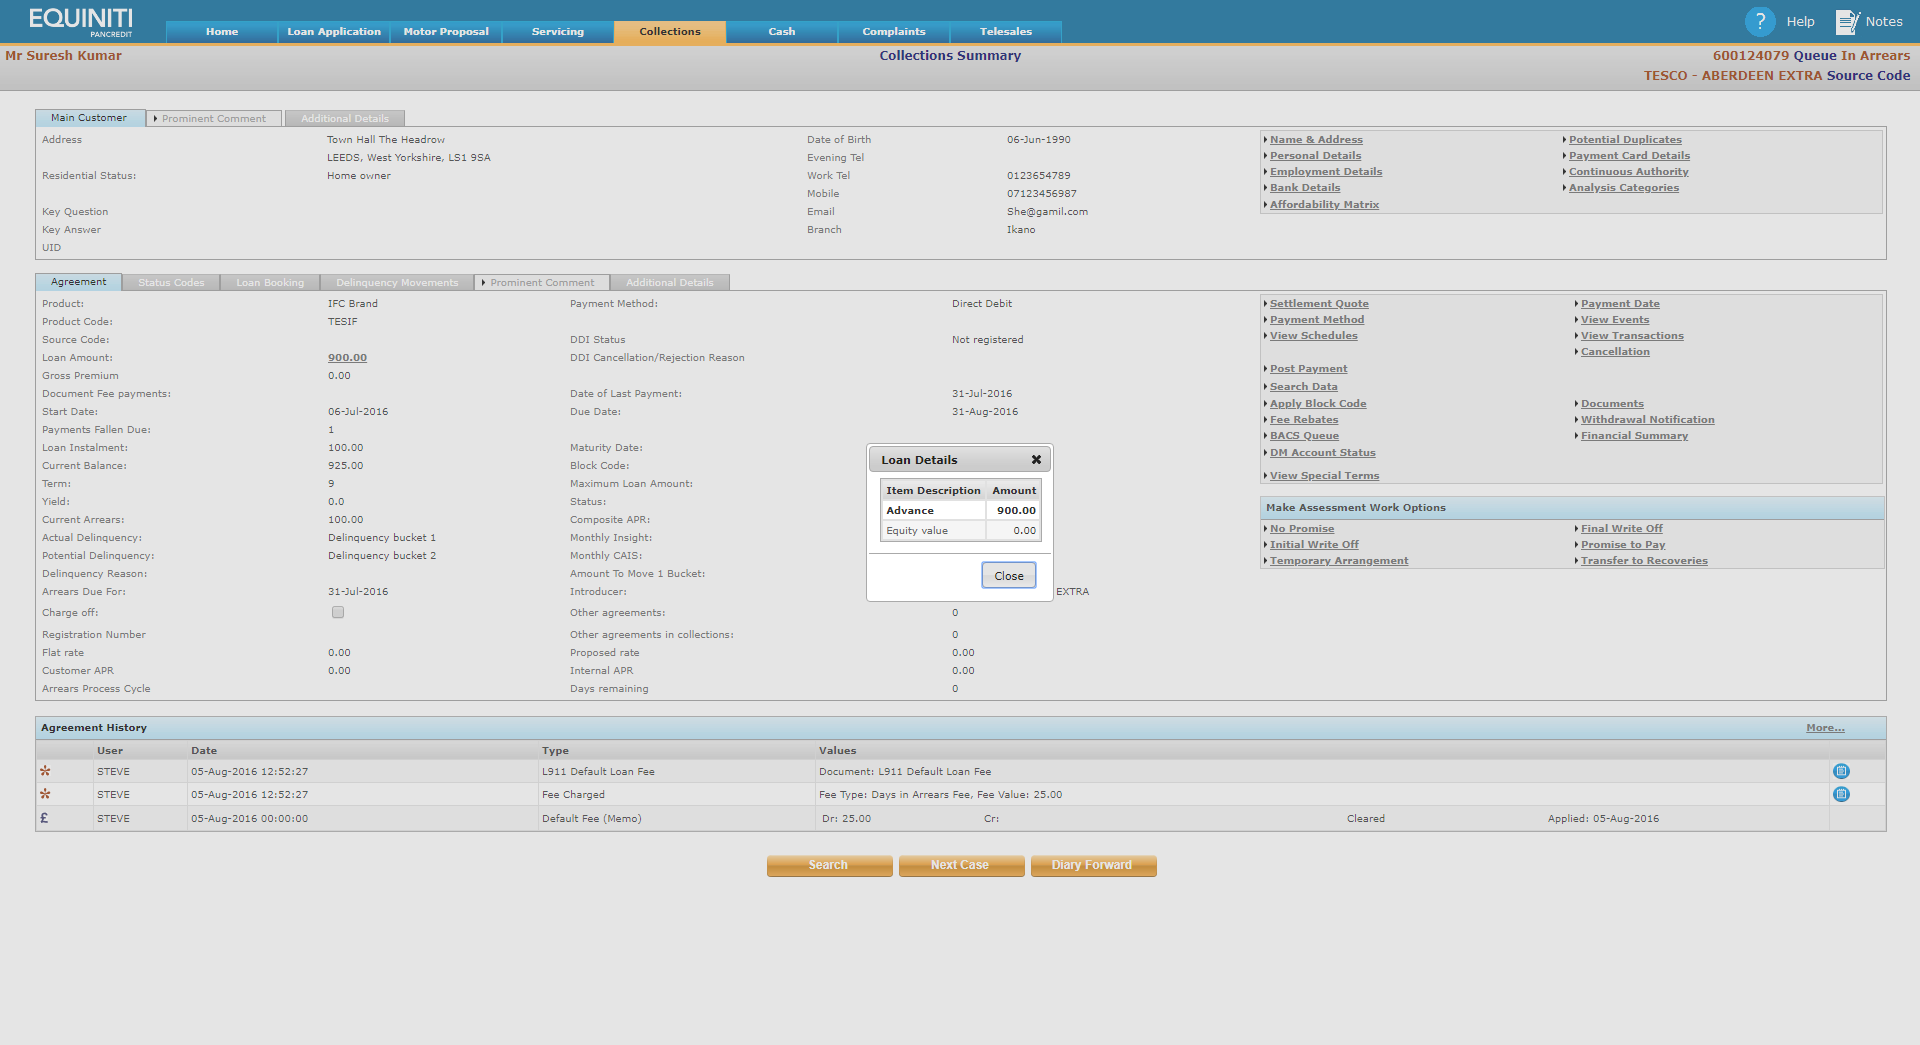 EQUINITI
PANCREDIT
Home Loan Application Motor Proposal Servicing Collections Cash Complaints Telesales
? Help Notes
Mr Suresh Kumar Collections Summary 600124079 Queue In Arrears
TESCO - ABERDEEN EXTRA Source Code
Main Customer Prominent Comment Additional Details
Address Town Hall The Headrow Date of Birth 06-Jun-1990 Name & Address Potential Duplicates
LEEDS, West Yorkshire, LS1 9SA Evening Tel Personal Details Payment Card Details
Residential Status: Home owner Work Tel 0123654789 Employment Details Continuous Authority
Mobile 07123456987 Bank Details Analysis Categories
Key Question Email She@gamil.com Affordability Matrix
Key Answer Branch Ikano
UID
Agreement Status Codes Loan Booking Delinquency Movements Prominent Comment Additional Details
Product: IFC Brand Payment Method: Direct Debit Settlement Quote Payment Date
Product Code: TESIF Payment Method View Events
Source Code: DDI Status Not registered View Schedules View Transactions
Loan Amount: 900.00 DDI Cancellation/Rejection Reason Cancellation
Gross Premium 0.00 Post Payment
Document Fee payments: Date of Last Payment: 31-Jul-2016 Search Data
Start Date: 06-Jul-2016 Due Date: 31-Aug-2016 Apply Block Code Documents
Payments Fallen Due: 1 Fee Rebates Withdrawal Notification
Loan Instalment: 100.00 Maturity Date: BACS Queue Financial Summary
Current Balance: 925.00 Block Code: DM Account Status
Term: 9 Maximum Loan Amount: View Special Terms
Yield: 0.0 Status:
Current Arrears: 100.00 Composite APR: Make Assessment Work Options
Actual Delinquency: Delinquency bucket 1 Monthly Insight: No Promise Final Write Off
Potential Delinquency: Delinquency bucket 2 Monthly CAIS: Initial Write Off Promise to Pay
Delinquency Reason: Amount To Move 1 Bucket: Temporary Arrangement Transfer to Recoveries
Arrears Due For: 31-Jul-2016 Introducer: EXTRA
Charge off: Other agreements: 0
Registration Number Other agreements in collections: 0
Flat rate 0.00 Proposed rate 0.00
Customer APR 0.00 Internal APR 0.00
Arrears Process Cycle Days remaining 0
Loan Details
Item Description Amount
Advance 900.00
Equity value 0.00
Close
Agreement History More...
User Date Type Values
STEVE 05-Aug-2016 12:52:27 L911 Default Loan Fee Document: L911 Default Loan Fee
STEVE 05-Aug-2016 12:52:27 Fee Charged Fee Type: Days in Arrears Fee, Fee Value: 25.00
£ STEVE 05-Aug-2016 00:00:00 Default Fee (Memo) Dr: 25.00 Cr: Cleared Applied: 05-Aug-2016
Search Next Case Diary Forward